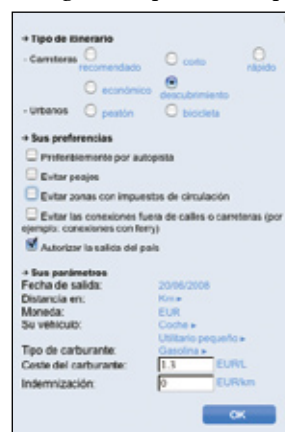 → Tipo de itinerario
- Carreteras recomendado corto rápido
económico descubrimiento
- Urbanos peatón bicicleta
→ Sus preferencias
Preferiblemente por autopista
Evitar peajes
Evitar zonas con impuestos de circulación
Evitar las conexiones fuera de calles o carreteras (por
ejemplo: conexiones con ferry)
Autorizar la salida del país
→ Sus parámetros
Fecha de salida: 20/06/2008
Distancia en: Km ▸
Moneda: EUR
Su vehículo: Coche ▸
Utilitario pequeño ▸
Tipo de carburante: Gasolina ▸
Coste del carburante: 1.3 EUR/L
Indemnización: 0 EUR/km
OK